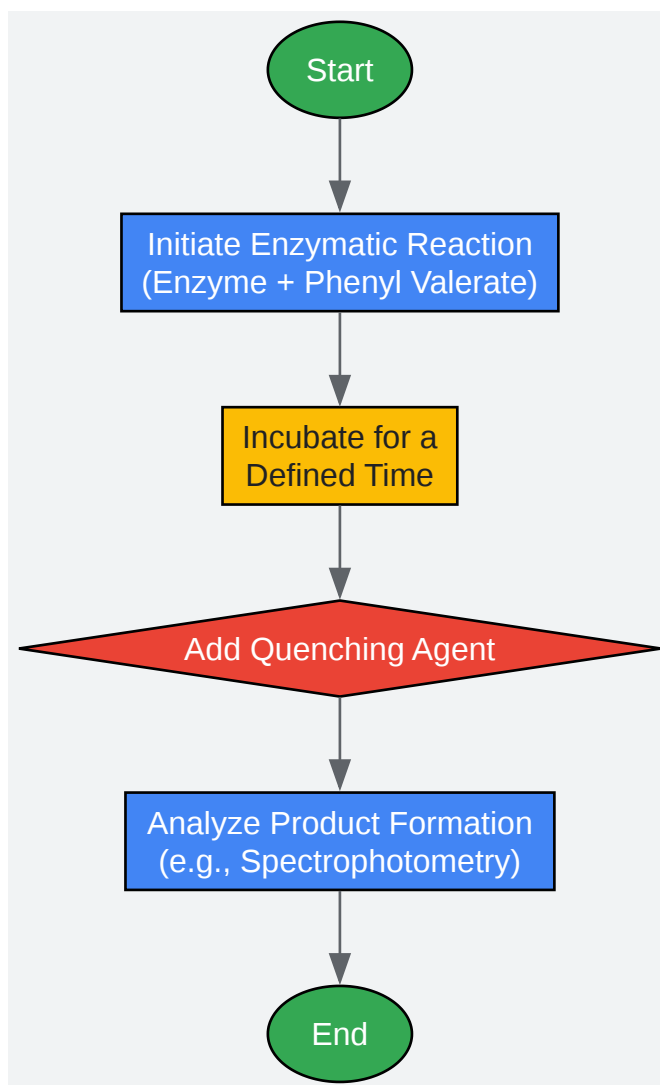 Start
Initiate Enzymatic Reaction
(Enzyme + Phenyl Valerate)
Incubate for a
Defined Time
Add Quenching Agent
Analyze Product Formation
(e.g., Spectrophotometry)
End